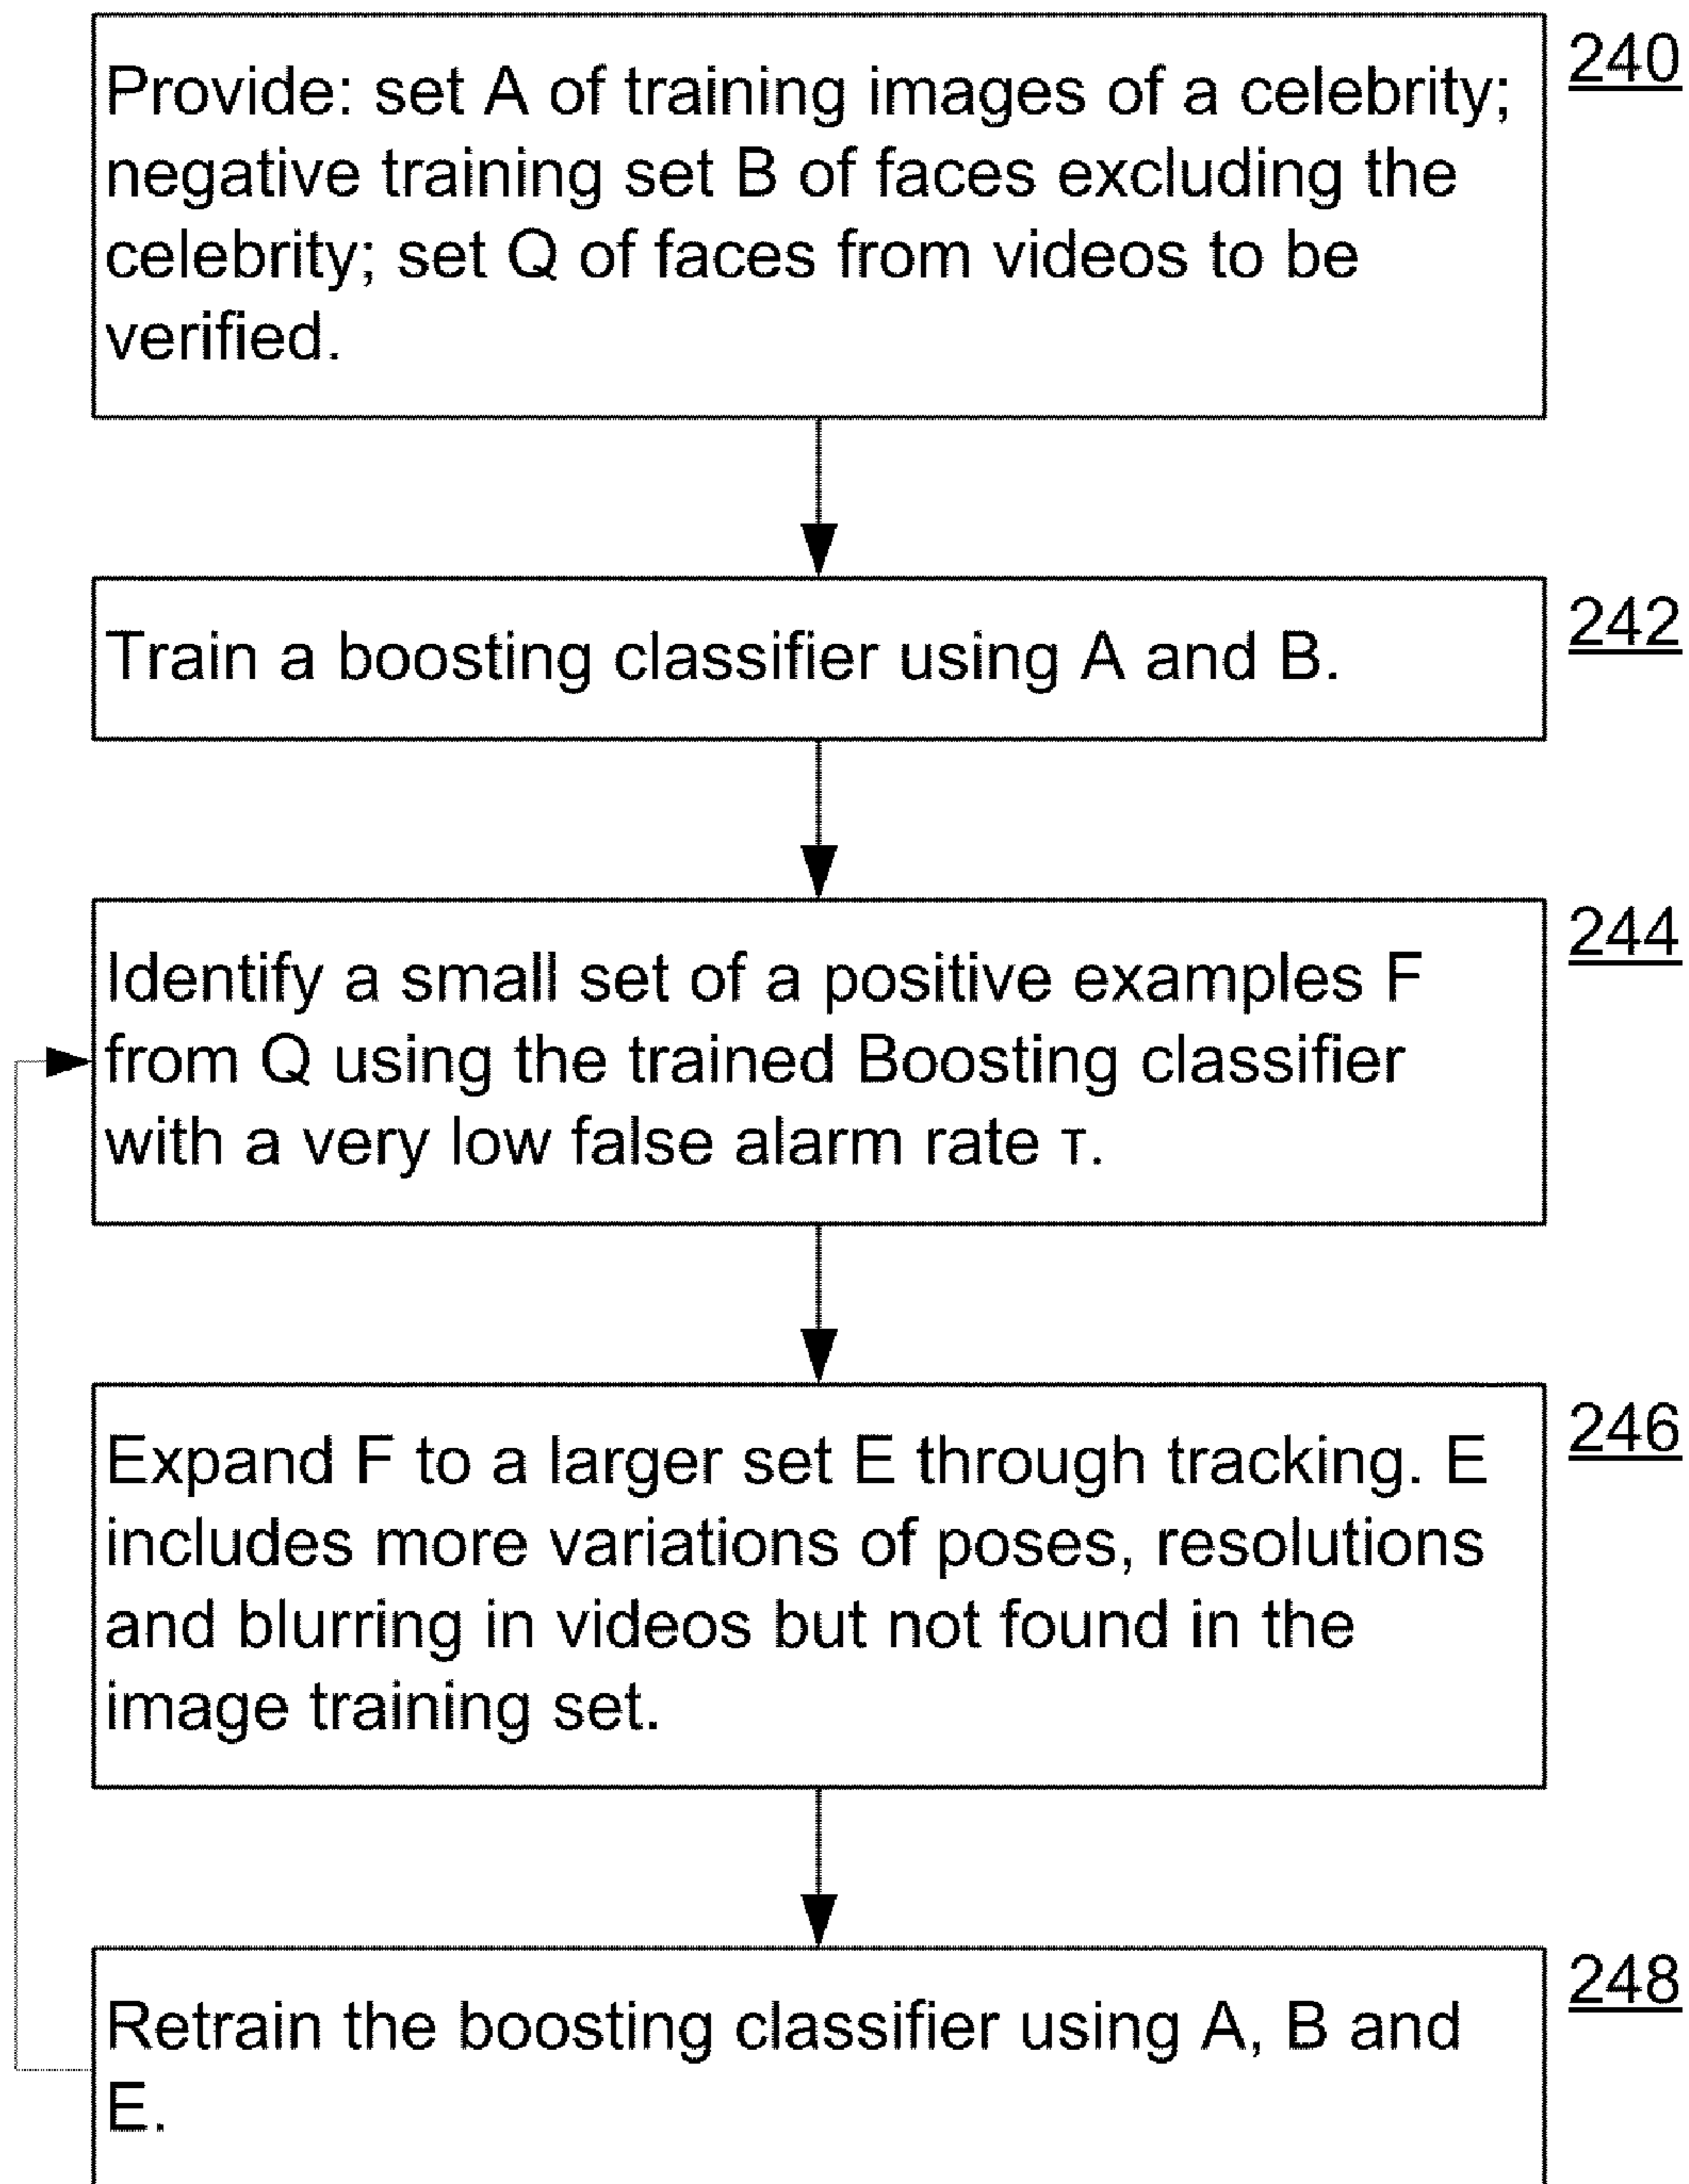 Provide: set A of training images of a celebrity;
negative training set B of faces excluding the
celebrity; set Q of faces from videos to be
verified.
240
Train a boosting classifier using A and B.
242
Identify a small set of a positive examples F
from Q using the trained Boosting classifier
with a very low false alarm rate τ.
244
Expand F to a larger set E through tracking. E
includes more variations of poses, resolutions
and blurring in videos but not found in the
image training set.
246
Retrain the boosting classifier using A, B and
E.
248